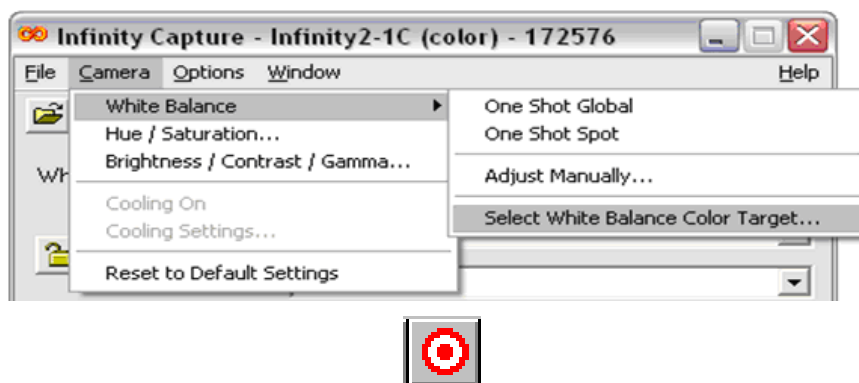 Infinity Capture - Infinity2-1C (color) - 172576
File Camera Options Window Help
White Balance
Hue / Saturation...
Brightness / Contrast / Gamma...
Cooling On
Cooling Settings...
Reset to Default Settings
One Shot Global
One Shot Spot
Adjust Manually...
Select White Balance Color Target...
Wh